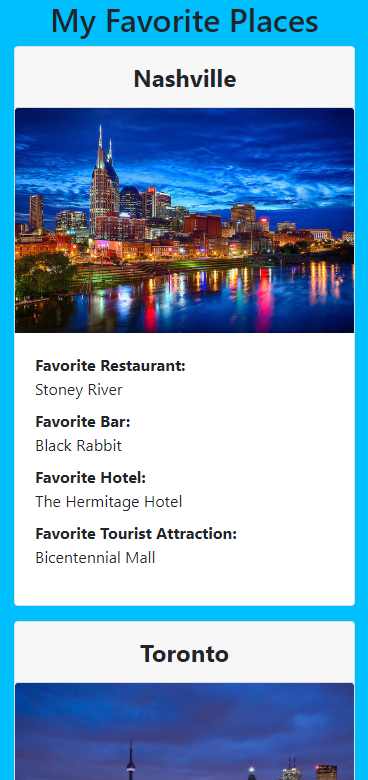 My Favorite Places
Nashville
Favorite Restaurant:
Stoney River
Favorite Bar:
Black Rabbit
Favorite Hotel:
The Hermitage Hotel
Favorite Tourist Attraction:
Bicentennial Mall
Toronto